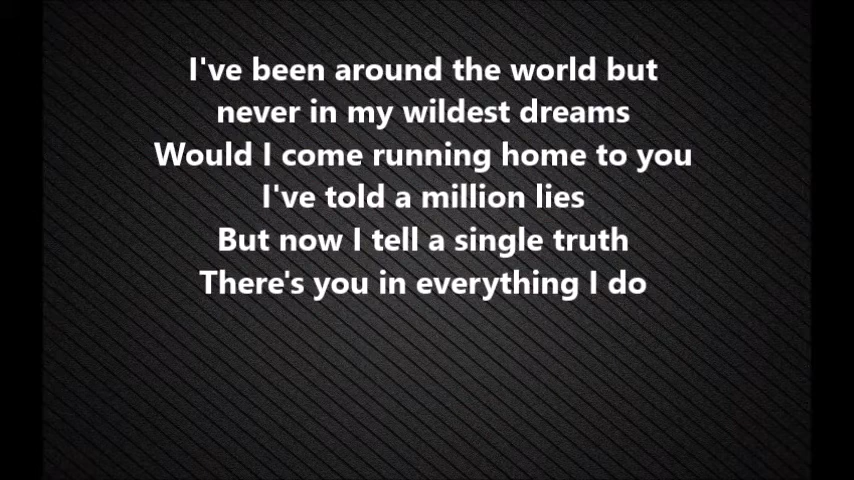 I've been around the world but
never in my wildest dreams
Would I come running home to you
I've told a million lies
But now I tell a single truth
There's you in everything I do